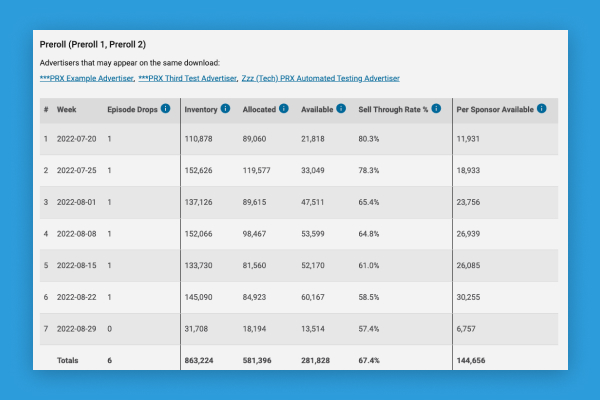 Preroll (Preroll 1, Preroll 2)
Advertisers that may appear on the same download:
***PRX Example Advertiser, ***PRX Third Test Advertiser, Zzz (Tech) PRX Automated Testing Advertiser
# Week Episode Drops Inventory Allocated Available Sell Through Rate % Per Sponsor Available
1 2022-07-20 1 110,878 89,060 21,818 80.3% 11,931
2 2022-07-25 1 152,626 119,577 33,049 78.3% 18,933
3 2022-08-01 1 137,126 89,615 47,511 65.4% 23,756
4 2022-08-08 1 152,066 98,467 53,599 64.8% 26,939
5 2022-08-15 1 133,730 81,560 52,170 61.0% 26,085
6 2022-08-22 1 145,090 84,923 60,167 58.5% 30,255
7 2022-08-29 0 31,708 18,194 13,514 57.4% 6,757
Totals 6 863,224 581,396 281,828 67.4% 144,656